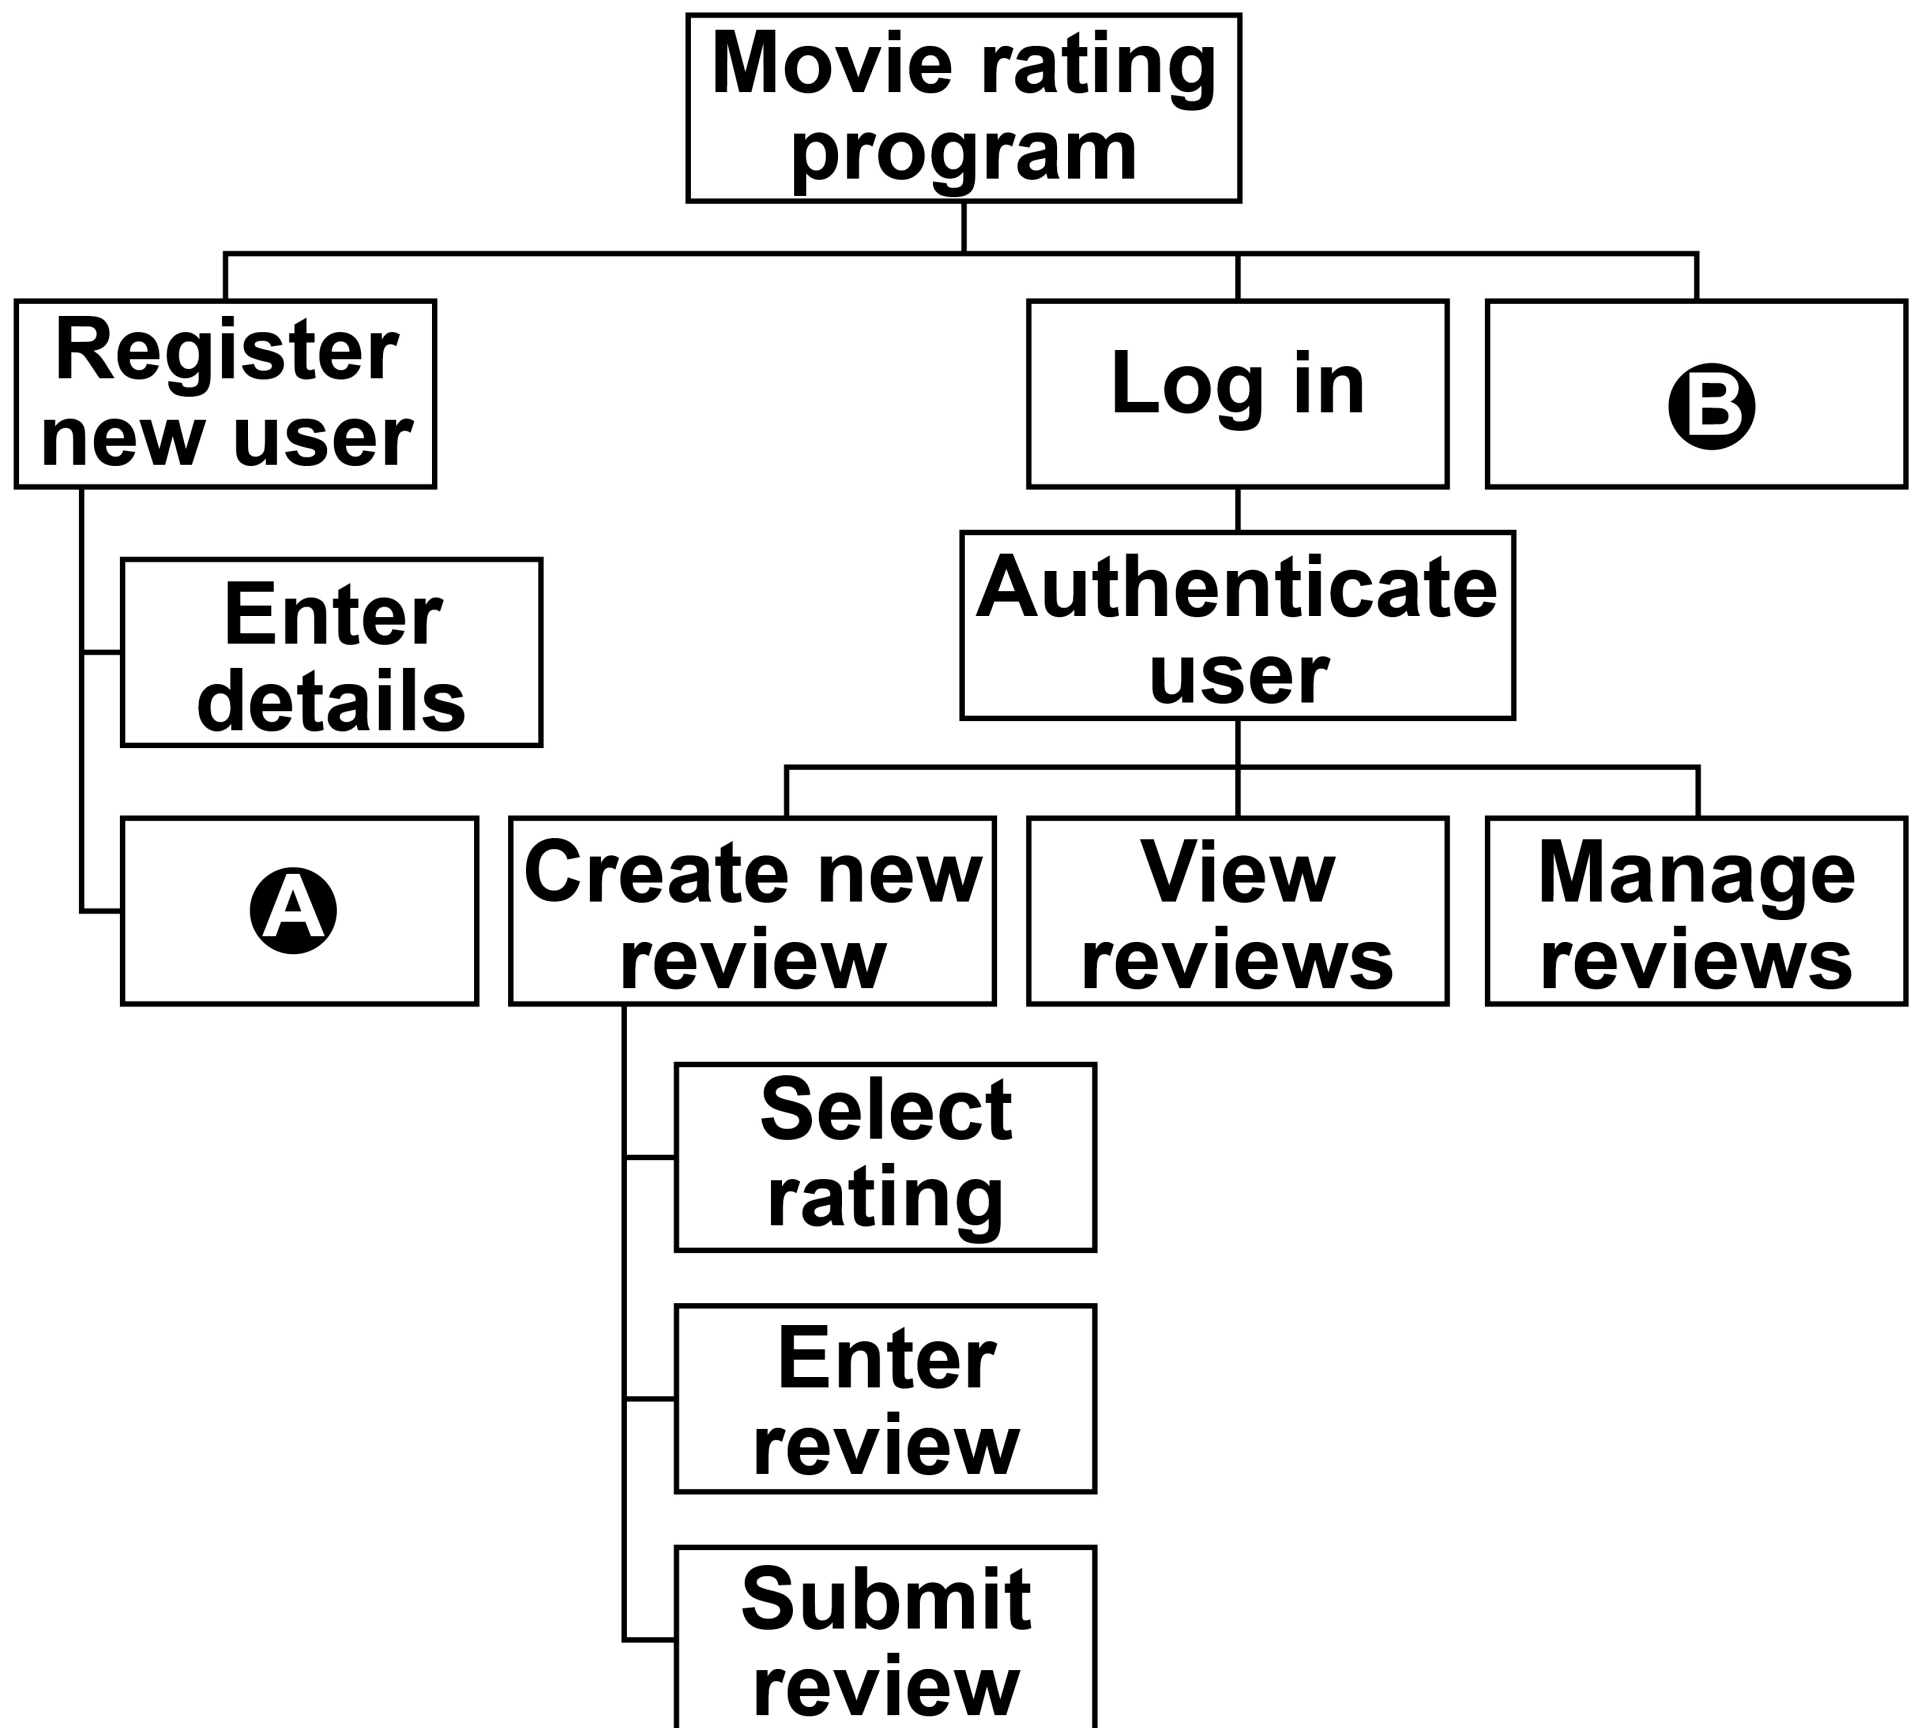 Movie rating
program
Register
new user
Log in
B
Enter
details
Authenticate
user
A
Create new
review
View
reviews
Manage
reviews
Select
rating
Enter
review
Submit
review